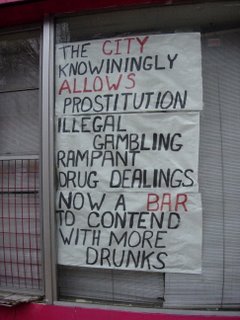 THE CITY
KNOWININGLY
ALLOWS
PROSTITUTION
ILLEGAL
GAMBLING
RAMPANT
DRUG DEALINGS
NOW A BAR
TO CONTEND
WITH MORE
DRUNKS